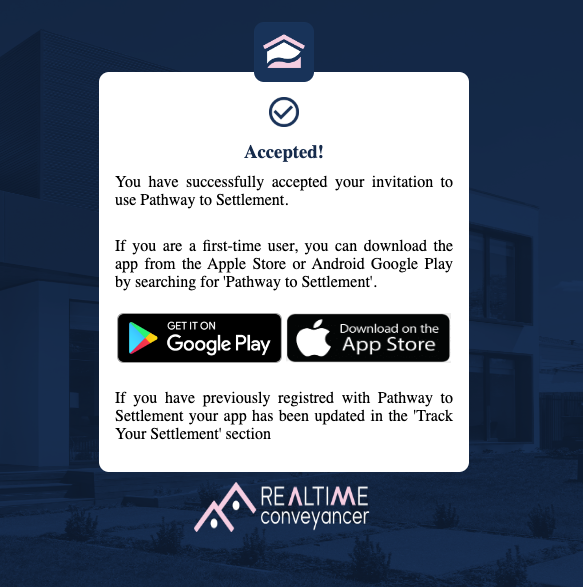 Accepted!
You have successfully accepted your invitation to
use Pathway to Settlement.
If you are a first-time user, you can download the
app from the Apple Store or Android Google Play
by searching for 'Pathway to Settlement'.
GET IT ON
Google Play
Download on the
App Store
If you have previously registred with Pathway to
Settlement your app has been updated in the 'Track
Your Settlement' section
REALTIME
conveyancer